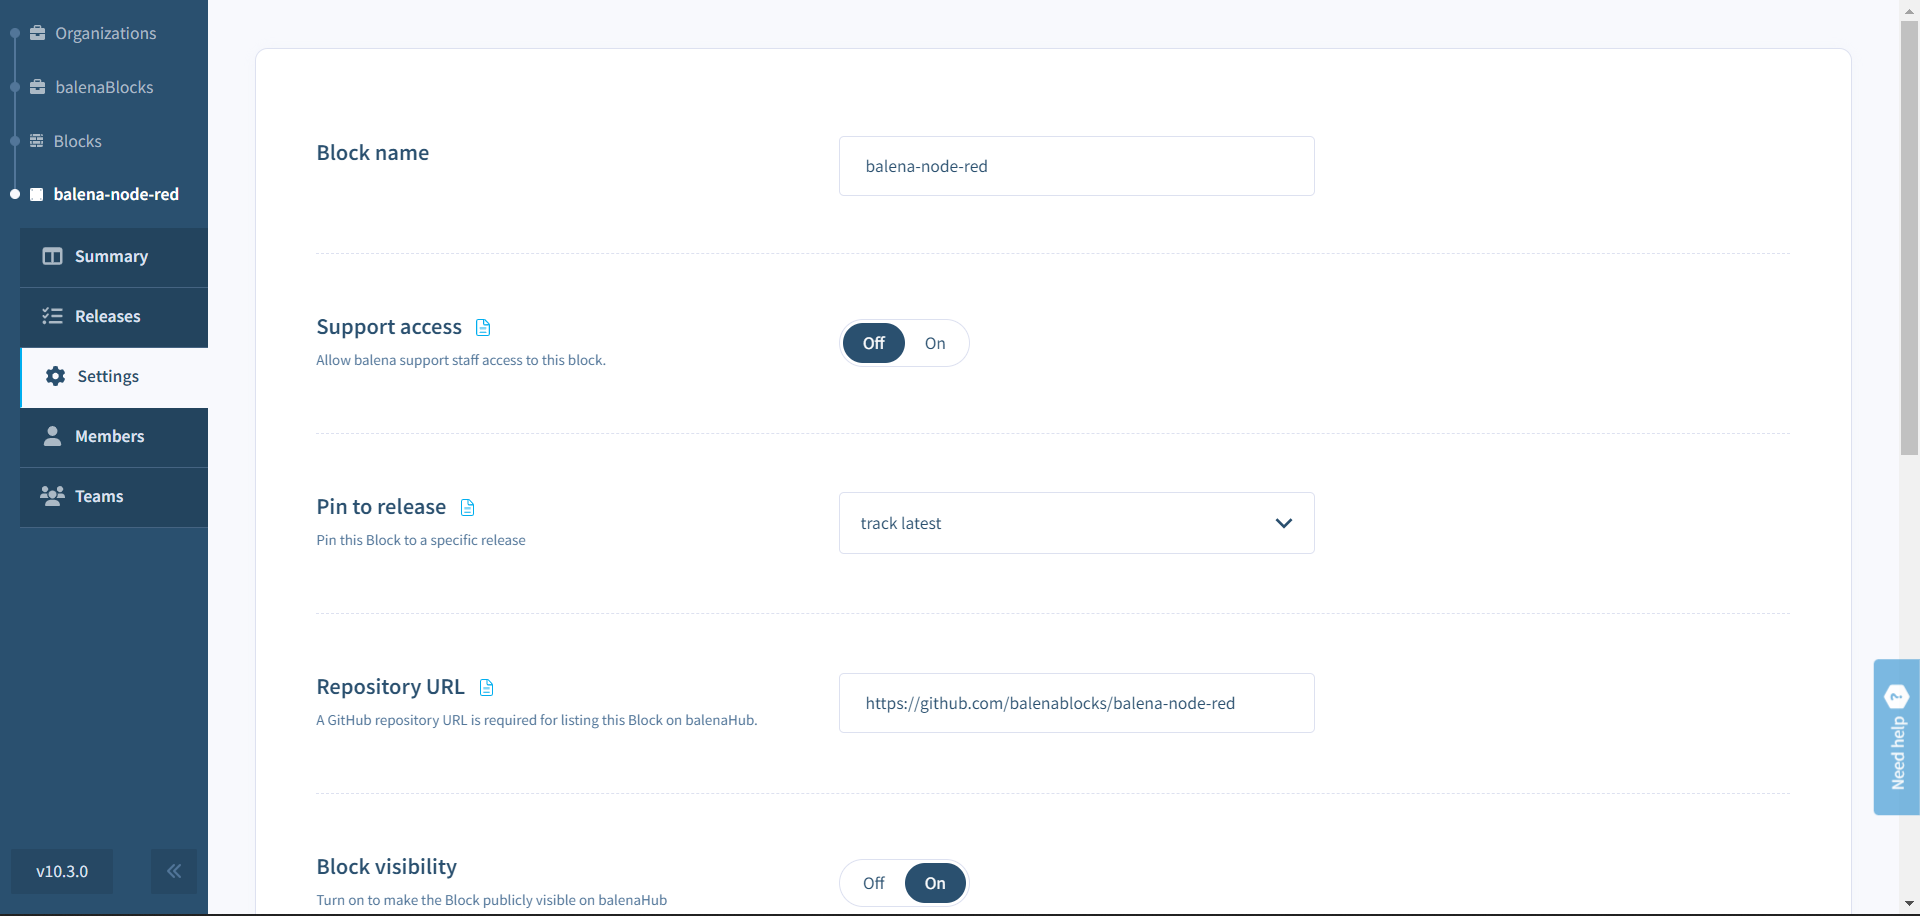 Organizations
balenaBlocks
Blocks
balena-node-red
Summary
Releases
Settings
Members
Teams
v10.3.0
Block name
balena-node-red
Support access
Allow balena support staff access to this block.
Off On
Pin to release
Pin this Block to a specific release
track latest
Repository URL
A GitHub repository URL is required for listing this Block on balenaHub.
https://github.com/balenablocks/balena-node-red
Block visibility
Turn on to make the Block publicly visible on balenaHub
Off On
Need help ?